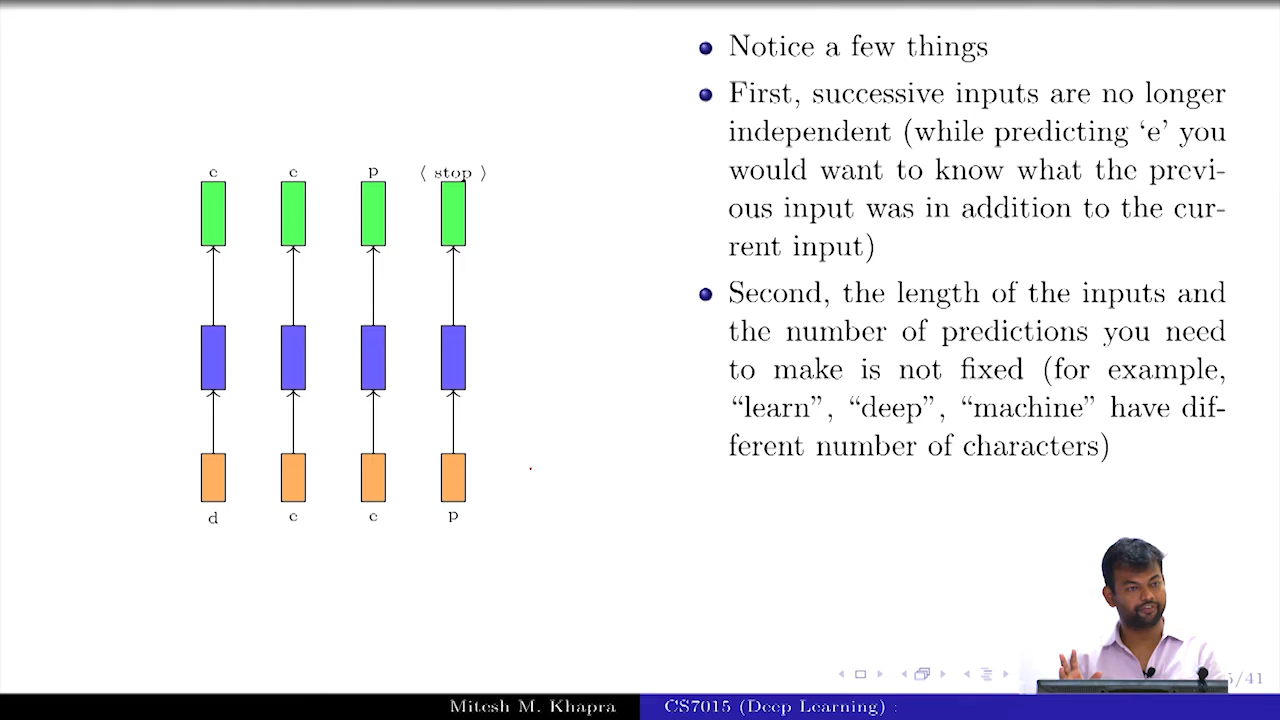 e e p ⟨ stop ⟩
d e e p
• Notice a few things
• First, successive inputs are no longer
independent (while predicting ‘e’ you
would want to know what the previ-
ous input was in addition to the cur-
rent input)
• Second, the length of the inputs and
the number of predictions you need
to make is not fixed (for example,
“learn”, “deep”, “machine” have dif-
ferent number of characters)
/41
Mitesh M. Khapra CS7015 (Deep Learning) :